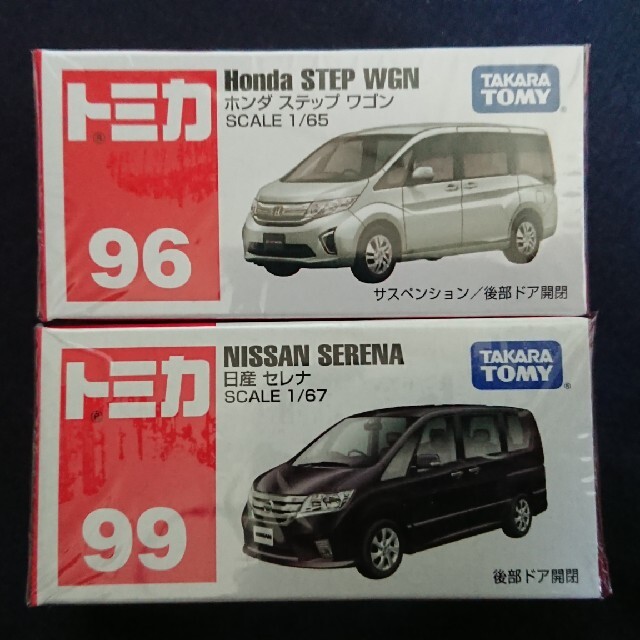 トミカ
96
Honda STEP WGN
ホンダ ステップ ワゴン
SCALE 1/65
TAKARA
TOMY
サスペンション/後部ドア開閉
トミカ
99
NISSAN SERENA
日産 セレナ
SCALE 1/67
TAKARA
TOMY
後部ドア開閉